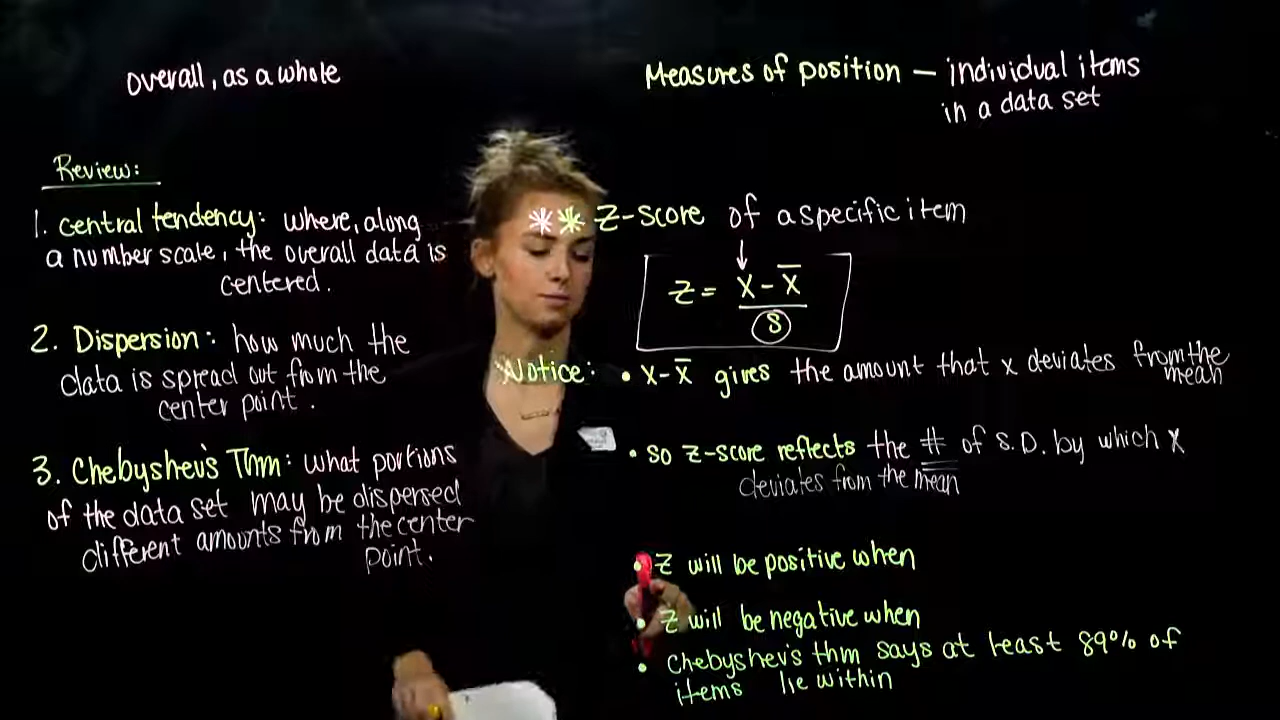 overall, as a whole
Review:
1. central tendency: where, along
a number scale, the overall data is
centered.
2. Dispersion: how much the
data is spread out from the
center point.
3. Chebyshev's Thm: what portions
of the data set may be dispersed
different amounts from the center
point.
Measures of position — individual items
in a data set
** Z-score of a specific item
Z = X - X̄
S
Notice: • X-X̄ gives the amount that x deviates from the
mean
• so z-score reflects the # of S.D. by which x
deviates from the mean
• Z will be positive when
• Z will be negative when
• Chebyshev's thm says at least 89% of
items lie within